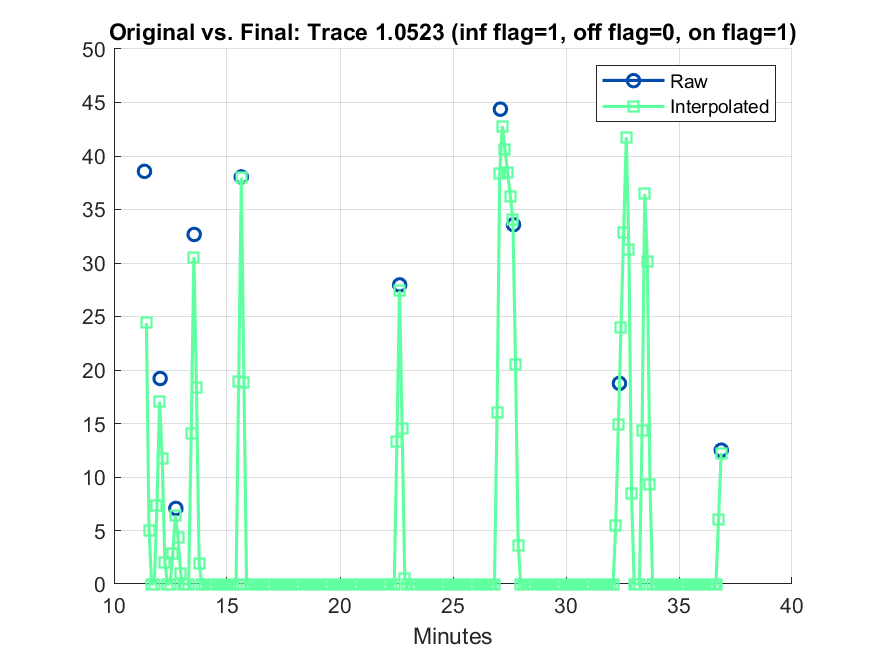 Original vs. Final: Trace 1.0523 (inf flag=1, off flag=0, on flag=1)
50
45
40
35
30
25
20
15
10
5
0
Raw
Interpolated
10 15 20 25 30 35 40
Minutes